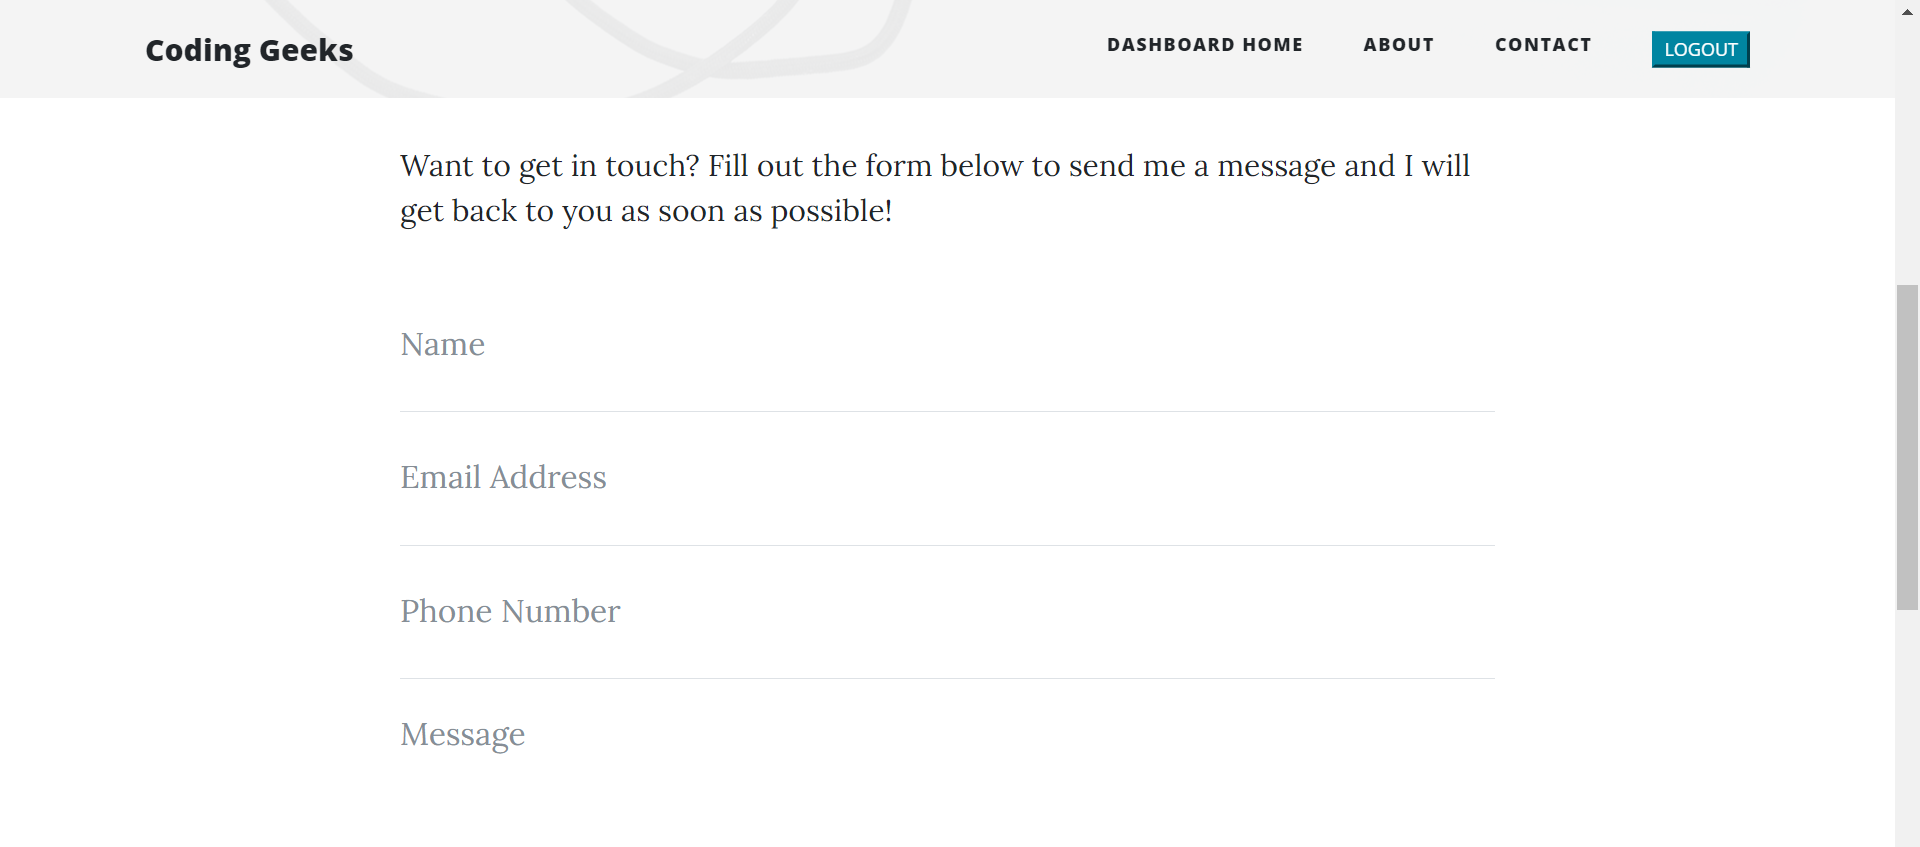 Coding Geeks
DASHBOARD HOME
ABOUT
CONTACT
LOGOUT
Want to get in touch? Fill out the form below to send me a message and I will
get back to you as soon as possible!
Name
Email Address
Phone Number
Message